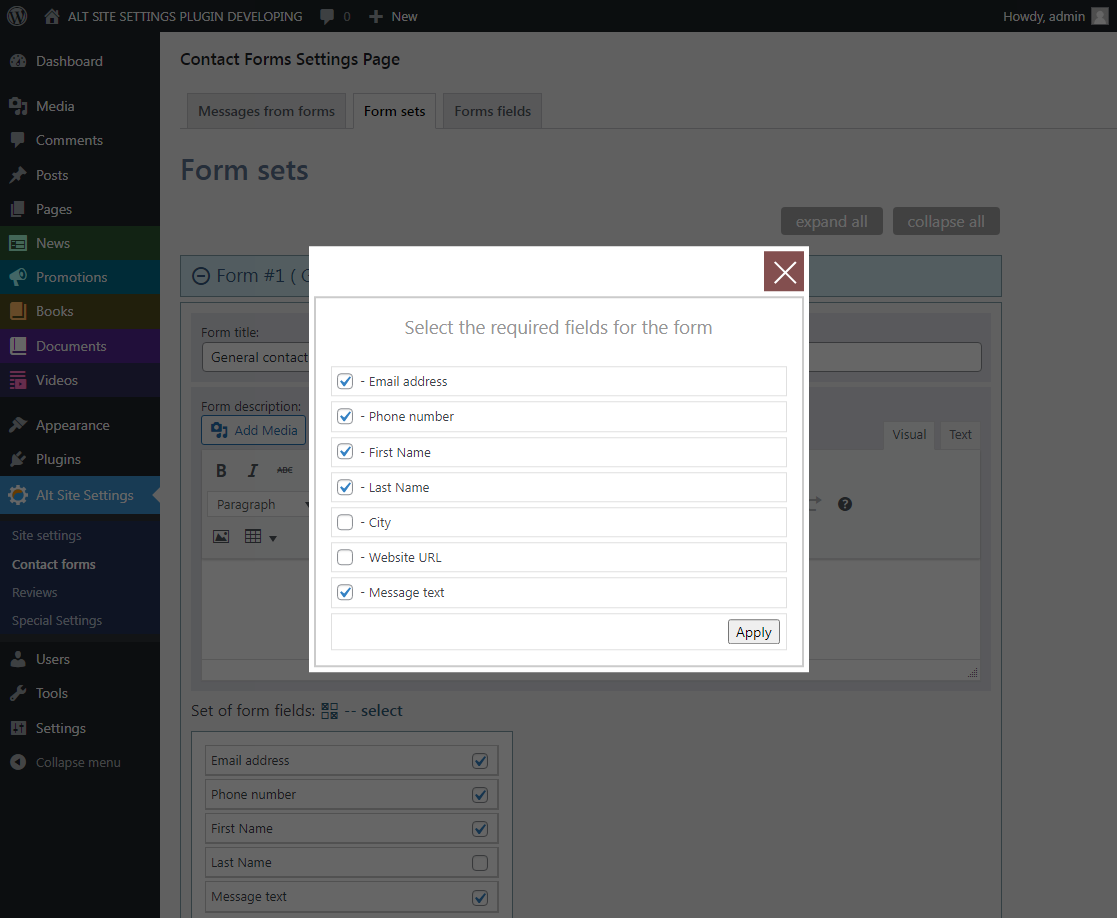 ALT SITE SETTINGS PLUGIN DEVELOPING 0 New Howdy, admin
Dashboard
Media
Comments
Posts
Pages
News
Promotions
Books
Documents
Videos
Appearance
Plugins
Alt Site Settings
Site settings
Contact forms
Reviews
Special Settings
Users
Tools
Settings
Collapse menu
Contact Forms Settings Page
Messages from forms Form sets Forms fields
Form sets
expand all collapse all
Form #1 (
Form title:
General contact
Form description:
Add Media
Visual Text
B I ABC
Paragraph
Select the required fields for the form
- Email address
- Phone number
- First Name
- Last Name
- City
- Website URL
- Message text
Apply
Set of form fields: -- select
Email address
Phone number
First Name
Last Name
Message text